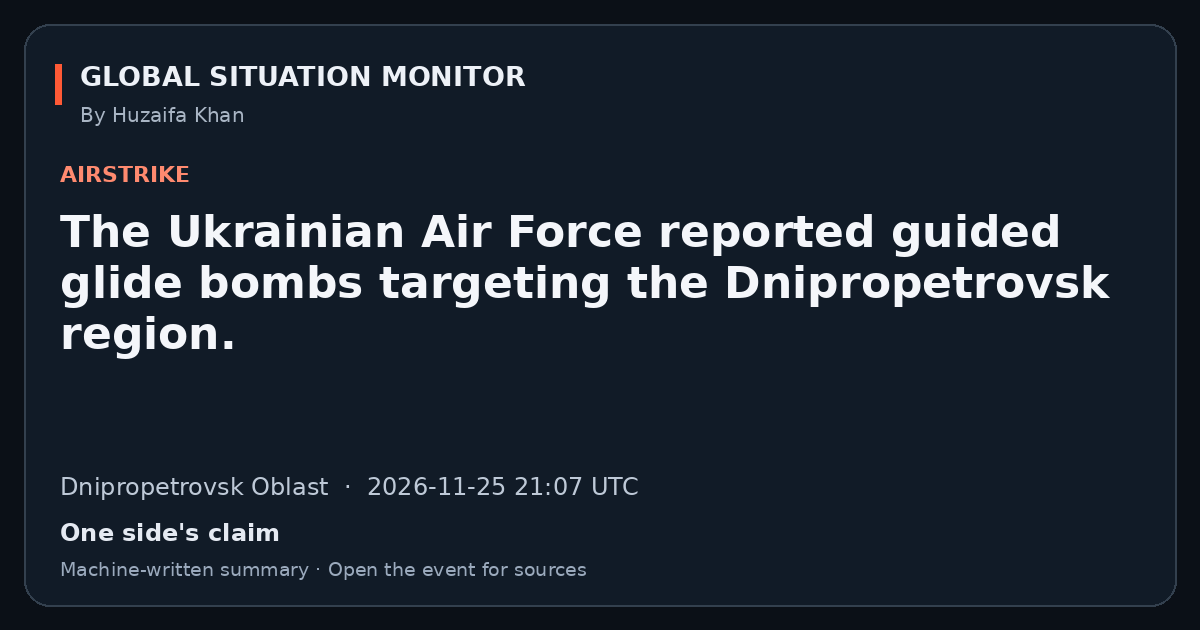 GLOBAL SITUATION MONITOR
By Huzaifa Khan
AIRSTRIKE
The Ukrainian Air Force reported guided
glide bombs targeting the Dnipropetrovsk
region.
Dnipropetrovsk Oblast · 2026-11-25 21:07 UTC
One side's claim
Machine-written summary · Open the event for sources